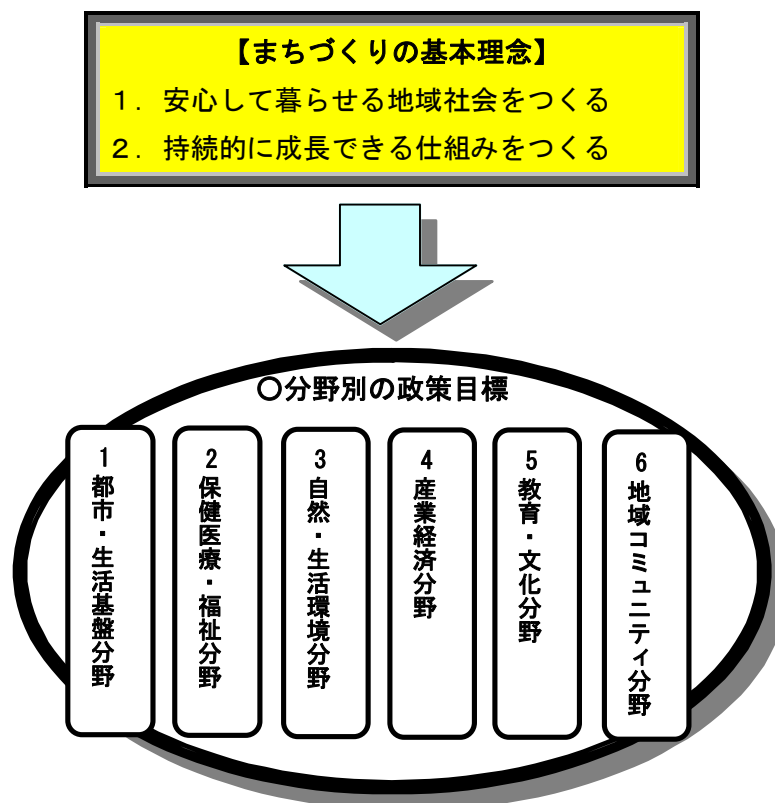 【まちづくりの基本理念】
１．安心して暮らせる地域社会をつくる
２．持続的に成長できる仕組みをつくる
○分野別の政策目標
1 都市・生活基盤分野
2 保健医療・福祉分野
3 自然・生活環境分野
4 産業経済分野
5 教育・文化分野
6 地域コミュニティ分野